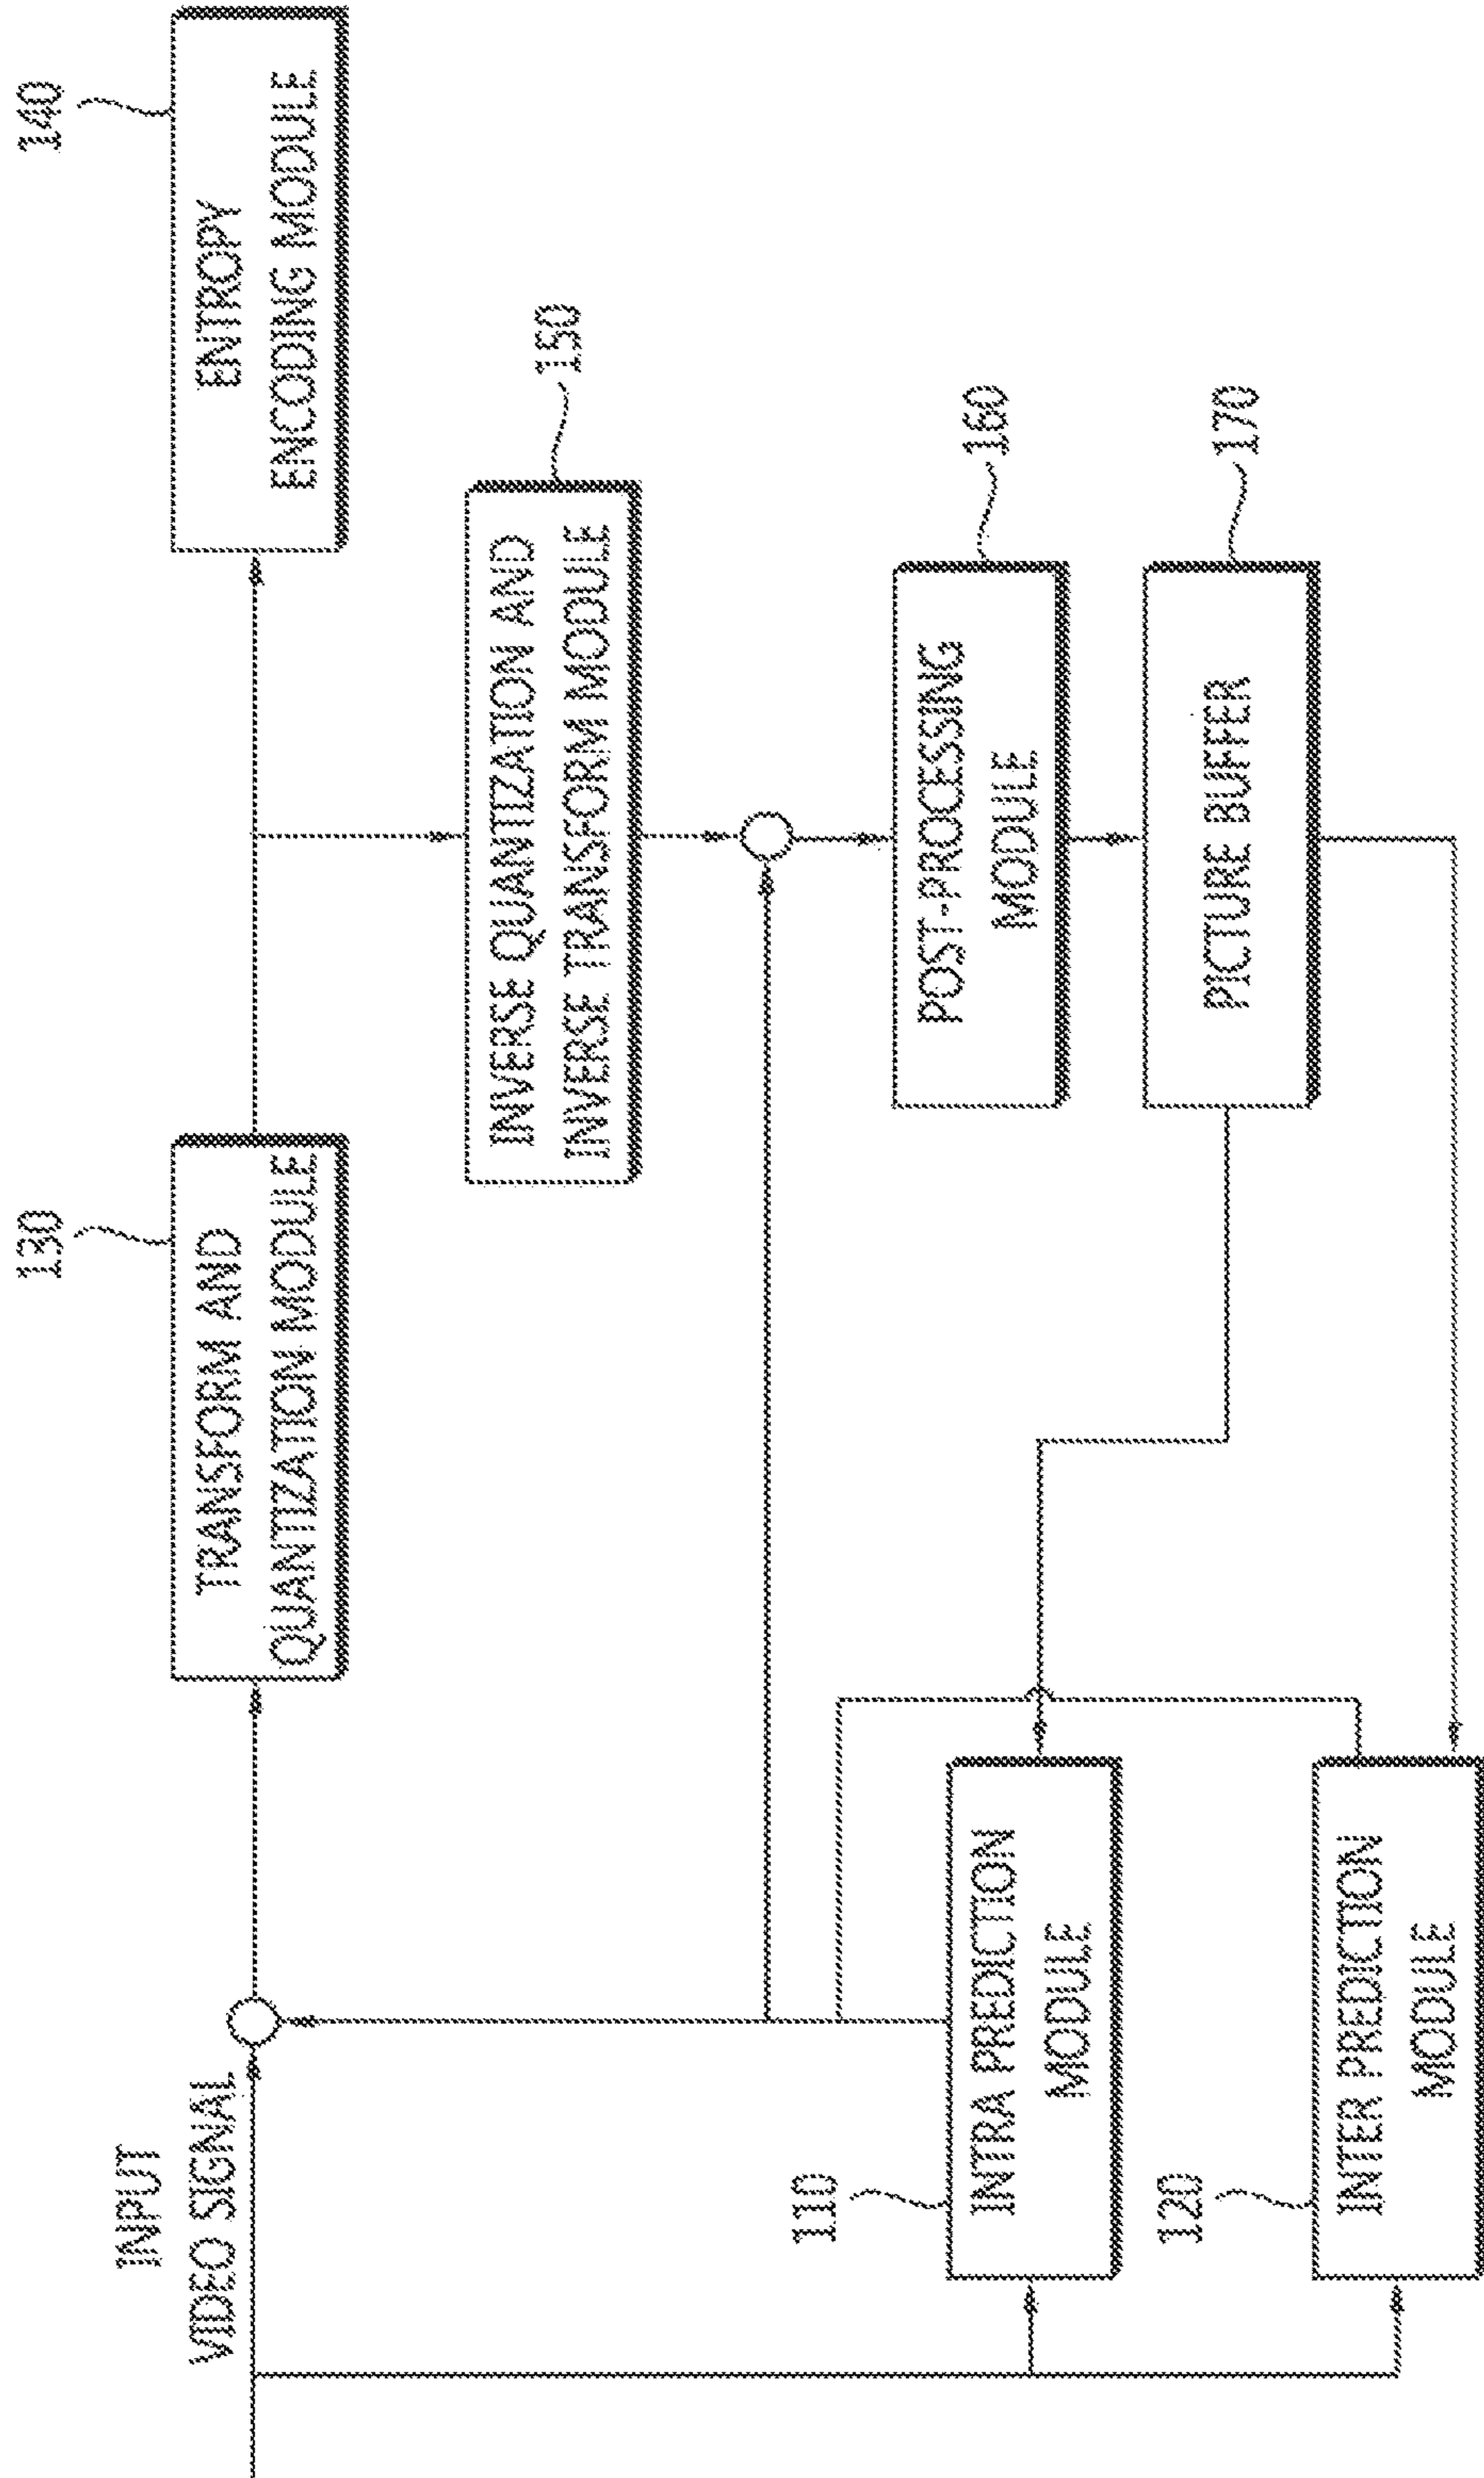 INPUT
VIDEO SIGNAL
130
TRANSFORM AND
QUANTIZATION MODULE
140
ENTROPY
ENCODING MODULE
150
INVERSE QUANTIZATION AND
INVERSE TRANSFORM MODULE
110
INTRA PREDICTION
MODULE
160
POST-PROCESSING
MODULE
120
INTER PREDICTION
MODULE
170
PICTURE BUFFER